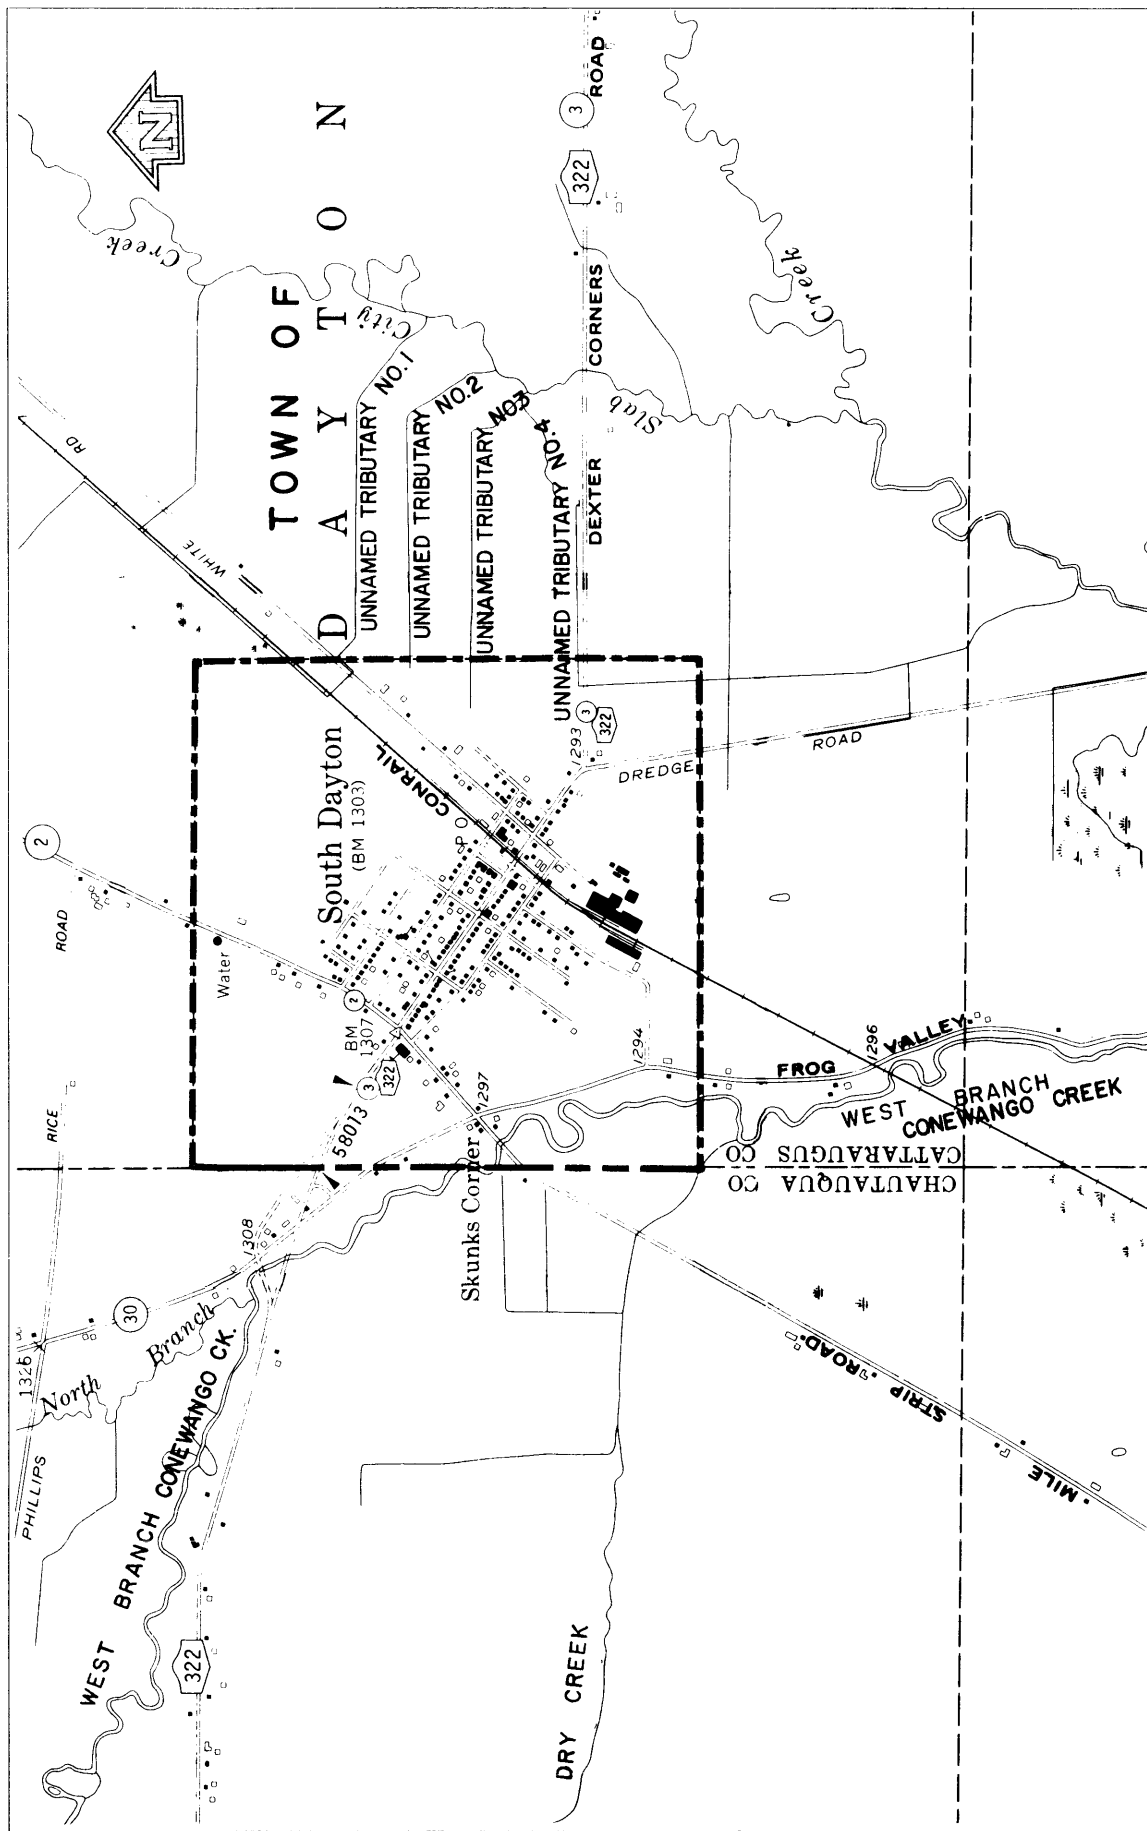 N
Creek
City
TOWN OF
DAYTON
RD
WHITE
UNNAMED TRIBUTARY NO.1
UNNAMED TRIBUTARY NO.2
UNNAMED TRIBUTARY NO3
UNNAMED TRIBUTARY NO.4
322
3
ROAD
CORNERS
DEXTER
Slab
Creek
2
ROAD
RICE
Water
South Dayton
(BM 1303)
CONRAIL
P O
1293
3
322
DREDGE
ROAD
2
BM
1307
3
322
58013
1297
1294
Skunks Corner
FROG
VALLEY
1296
WEST BRANCH
CONEWANGO CREEK
CATTARAUGUS CO
CHAUTAUQUA CO
1308
30
1326
North Branch
PHILLIPS
WEST BRANCH CONEWANGO CK.
322
DRY CREEK
MILE STRIP ROAD